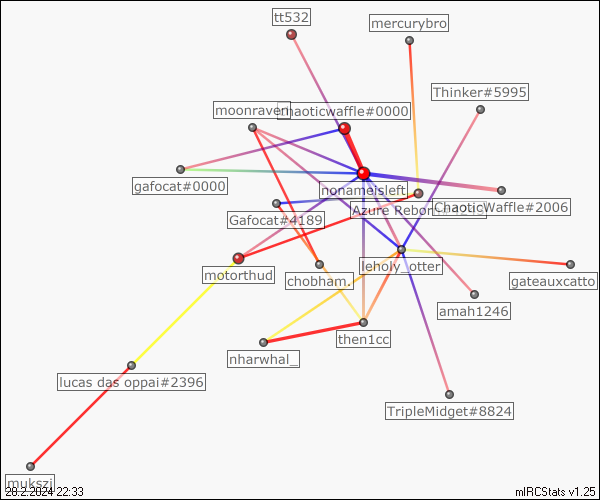 tt532
mercurybro
Thinker#5995
moonraven
chaoticwaffle#0000
gafocat#0000
nonameisleft
ChaoticWaffle#2006
Azure Reborn
Gafocat#4189
leholy_otter
motorthud
chobham.
gateauxcatto
amah1246
then1cc
nharwhal_
lucas das oppai#2396
TripleMidget#8824
mukszi
20.2.2024 22:33
mIRCStats v1.25